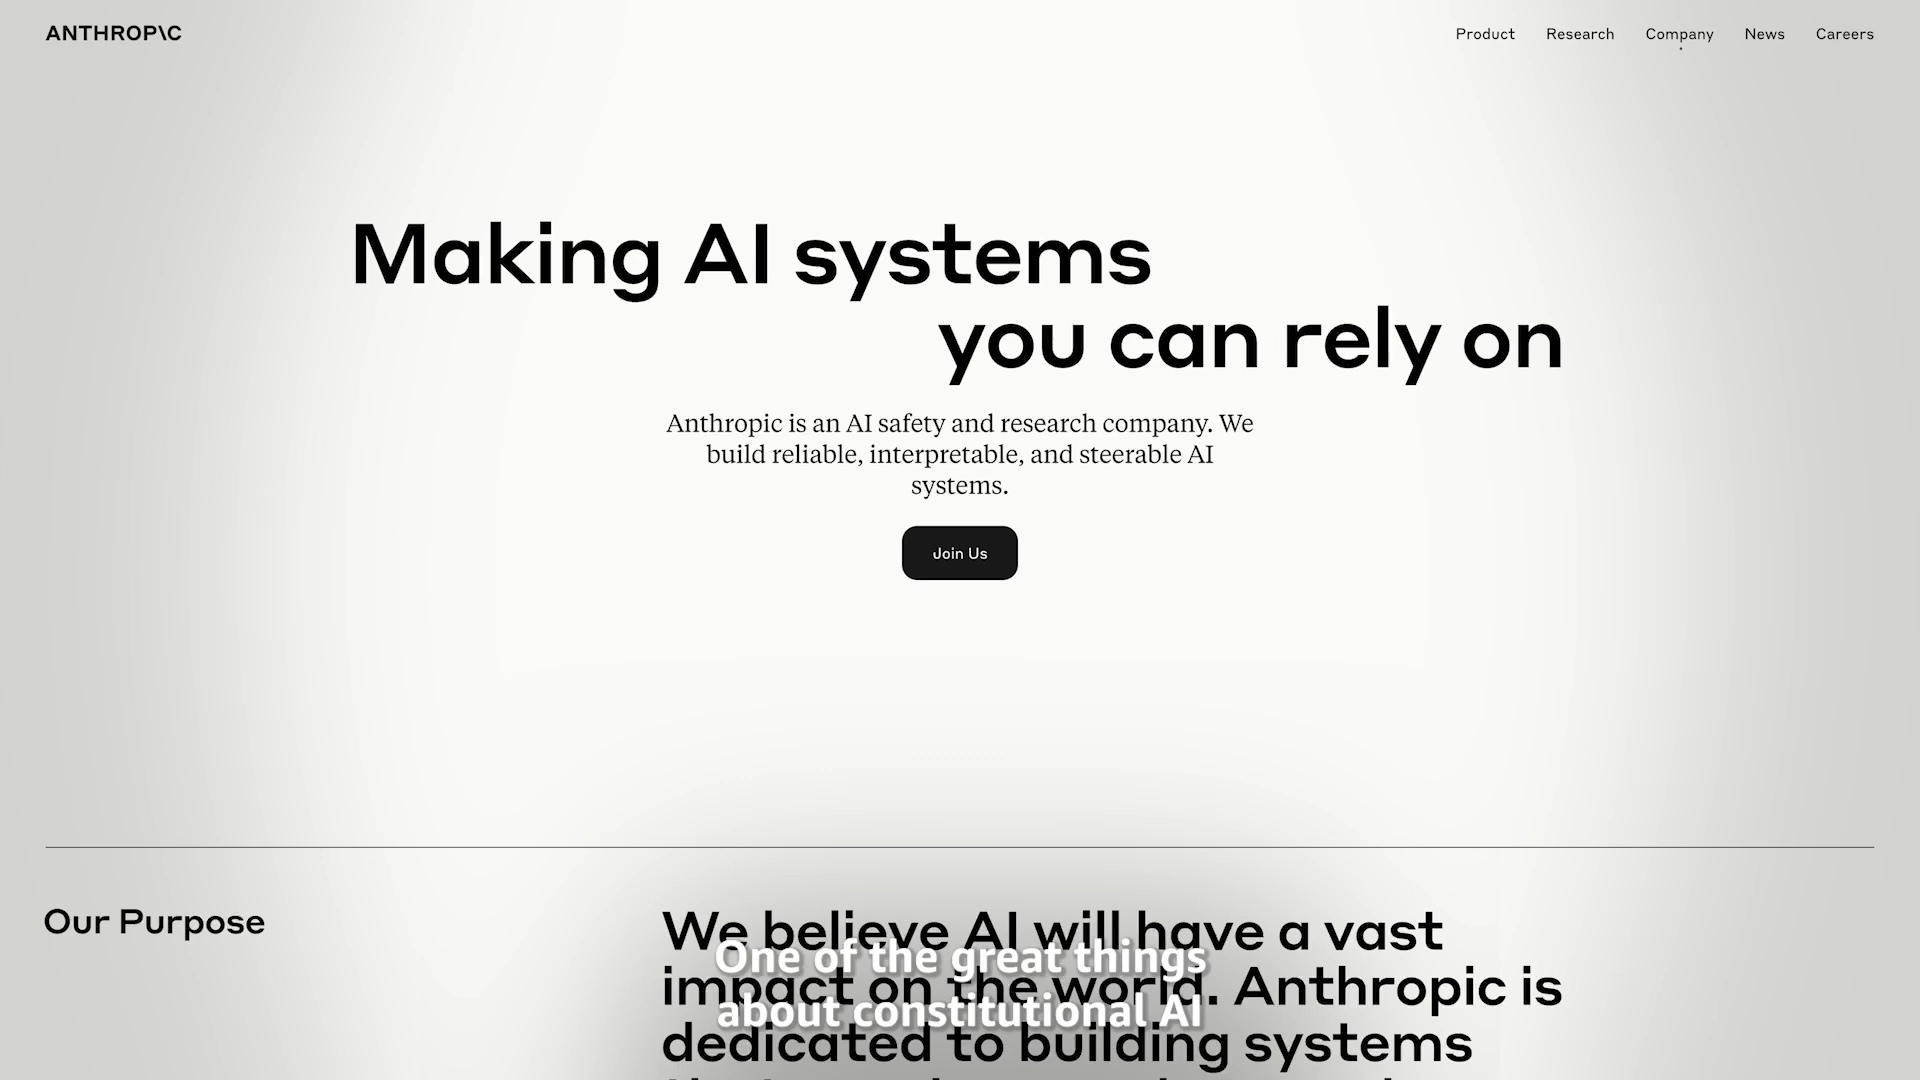 ANTHROP\C
Product
Research
Company
News
Careers
Making AI systems
you can rely on
Anthropic is an AI safety and research company. We
build reliable, interpretable, and steerable AI
systems.
Join Us
Our Purpose
We believe AI will have a vast
impact on the world. Anthropic is
dedicated to building systems
One of the great things
about constitutional AI